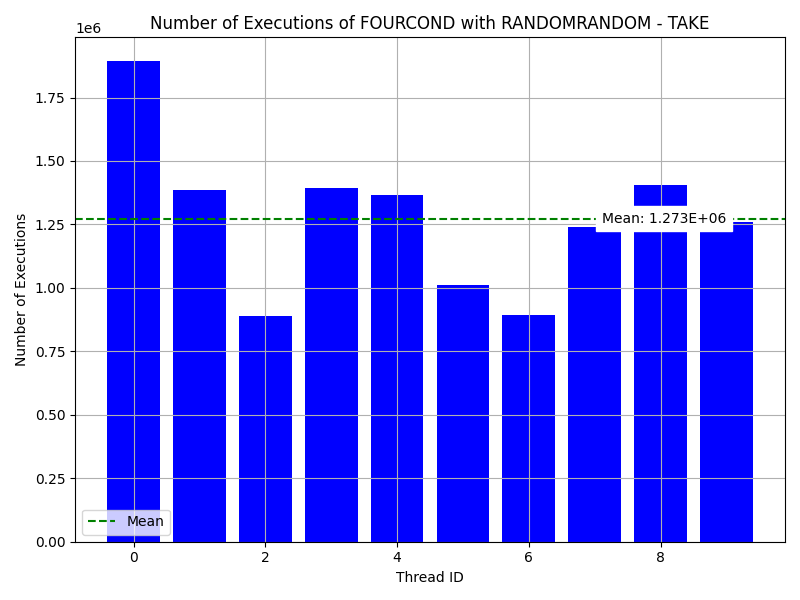 Number of Executions of FOURCOND with RANDOMRANDOM - TAKE
1e6
1.75
1.50
1.25
1.00
0.75
0.50
0.25
0.00
Number of Executions
Mean: 1.273E+06
Mean
0 2 4 6 8
Thread ID